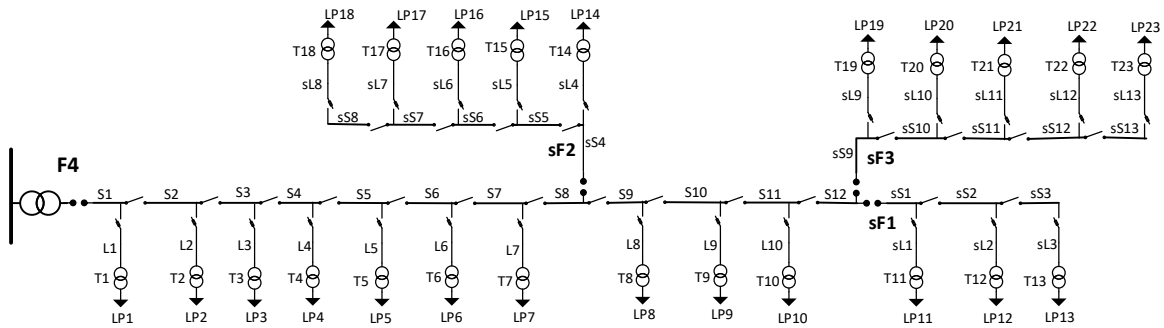 LP18 LP17 LP16 LP15 LP14 LP19 LP20 LP21 LP22 LP23
T18 T17 T16 T15 T14 T19 T20 T21 T22 T23
sL8 sL7 sL6 sL5 sL4 sL9 sL10 sL11 sL12 sL13
sS8 sS7 sS6 sS5 sS4 sS10 sS11 sS12 sS13
F4 sF2 sS9 sF3
S1 S2 S3 S4 S5 S6 S7 S8 S9 S10 S11 S12 sF1 sS1 sS2 sS3
L1 L2 L3 L4 L5 L6 L7 L8 L9 L10 sL1 sL2 sL3
T1 T2 T3 T4 T5 T6 T7 T8 T9 T10 T11 T12 T13
LP1 LP2 LP3 LP4 LP5 LP6 LP7 LP8 LP9 LP10 LP11 LP12 LP13